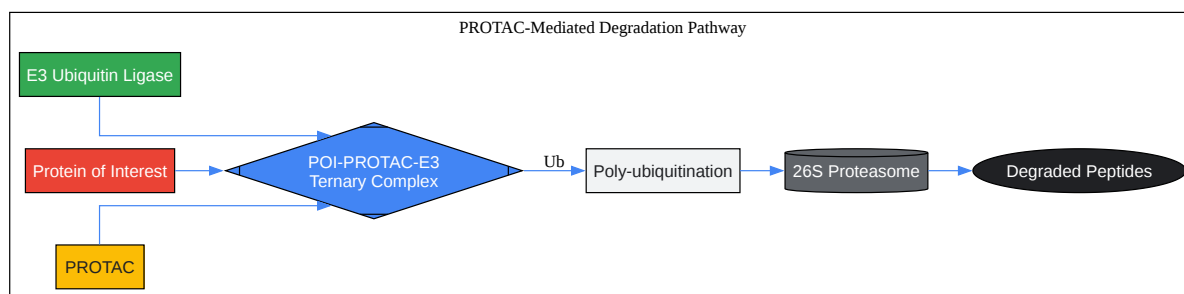 PROTAC-Mediated Degradation Pathway
E3 Ubiquitin Ligase
Protein of Interest
PROTAC
POI-PROTAC-E3
Ternary Complex
Ub
Poly-ubiquitination
26S Proteasome
Degraded Peptides